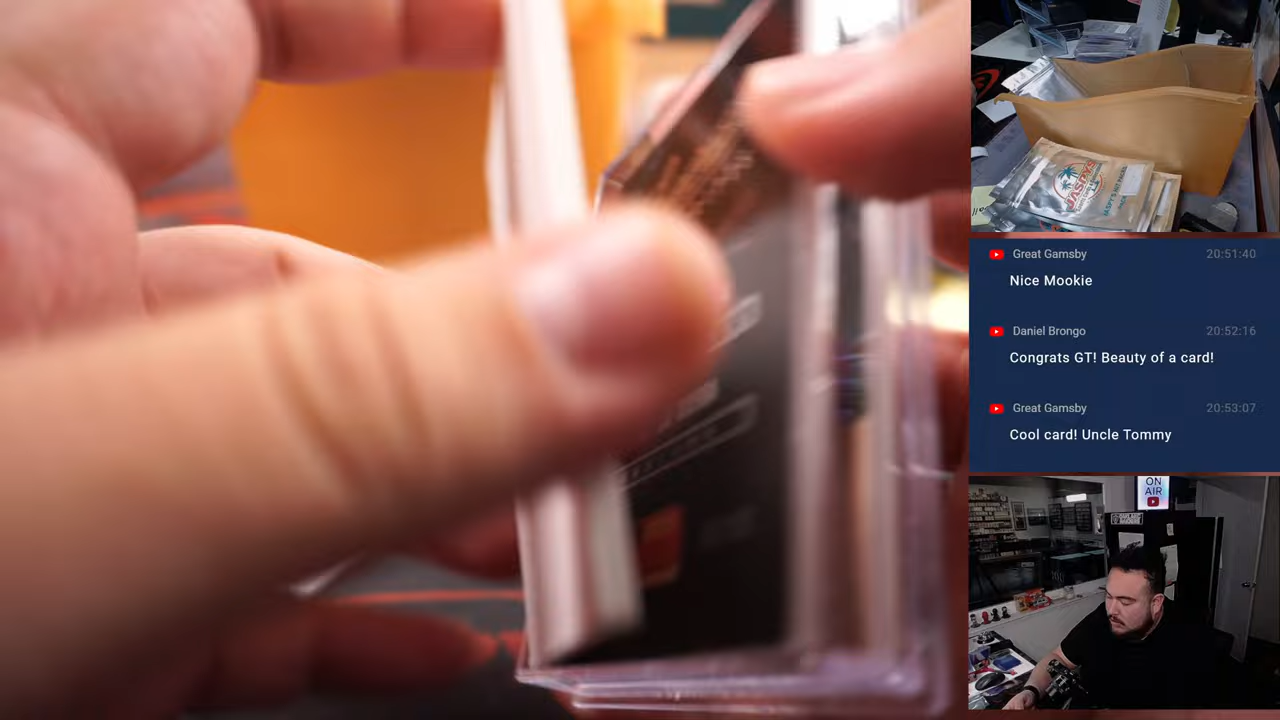 JASPY'S
Great Gamsby 20:51:40
Nice Mookie
Daniel Brongo 20:52:16
Congrats GT! Beauty of a card!
Great Gamsby 20:53:07
Cool card! Uncle Tommy
ON
AIR